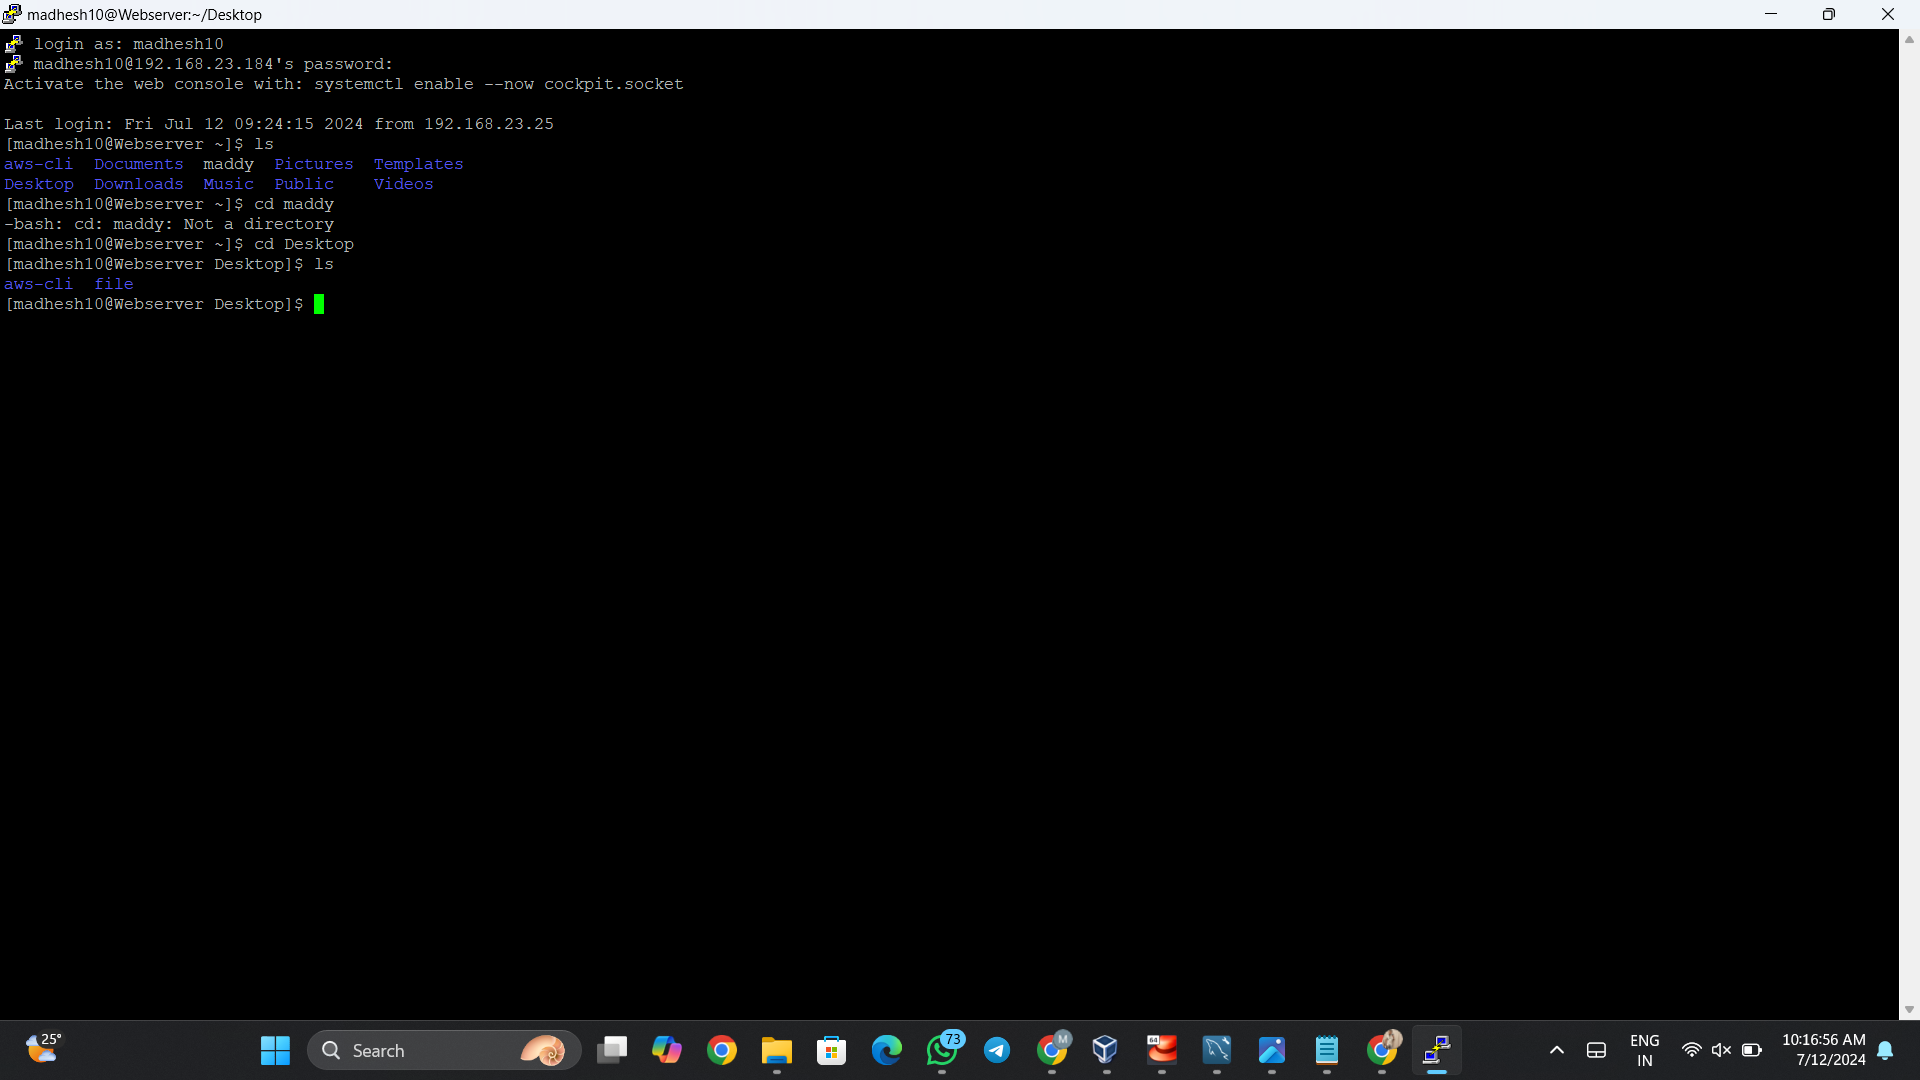 madhesh10@Webserver:~/Desktop
login as: madhesh10
madhesh10@192.168.23.184's password:
Activate the web console with: systemctl enable --now cockpit.socket
Last login: Fri Jul 12 09:24:15 2024 from 192.168.23.25
[madhesh10@Webserver ~]$ ls
aws-cli  Documents  maddy  Pictures  Templates
Desktop  Downloads  Music  Public    Videos
[madhesh10@Webserver ~]$ cd maddy
-bash: cd: maddy: Not a directory
[madhesh10@Webserver ~]$ cd Desktop
[madhesh10@Webserver Desktop]$ ls
aws-cli  file
[madhesh10@Webserver Desktop]$
25°
Search
73
M
64
ENG
IN
10:16:56 AM
7/12/2024